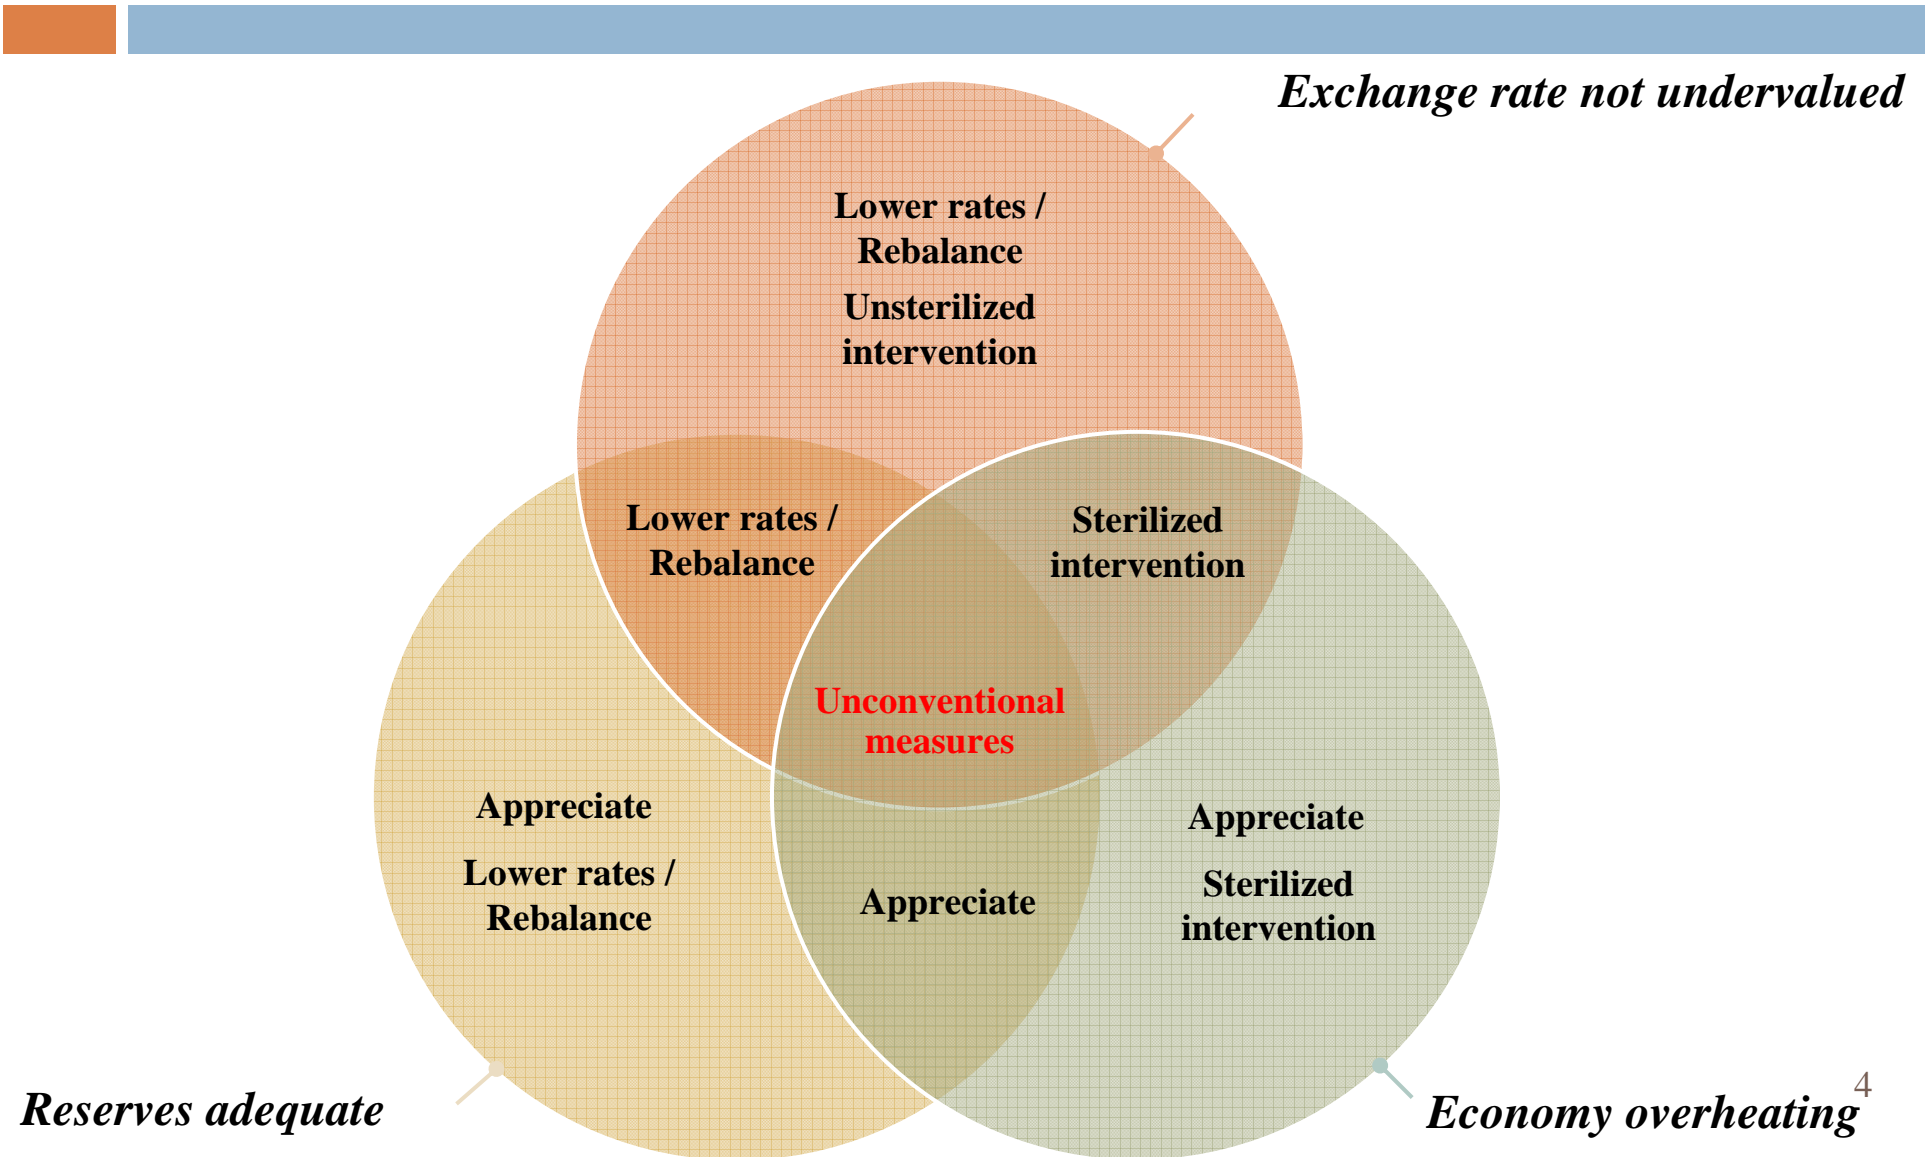 Exchange rate not undervalued
Lower rates /
Rebalance
Unsterilized
intervention
Lower rates /
Rebalance
Sterilized
intervention
Unconventional
measures
Appreciate
Lower rates /
Rebalance
Appreciate
Appreciate
Sterilized
intervention
Reserves adequate
Economy overheating
4